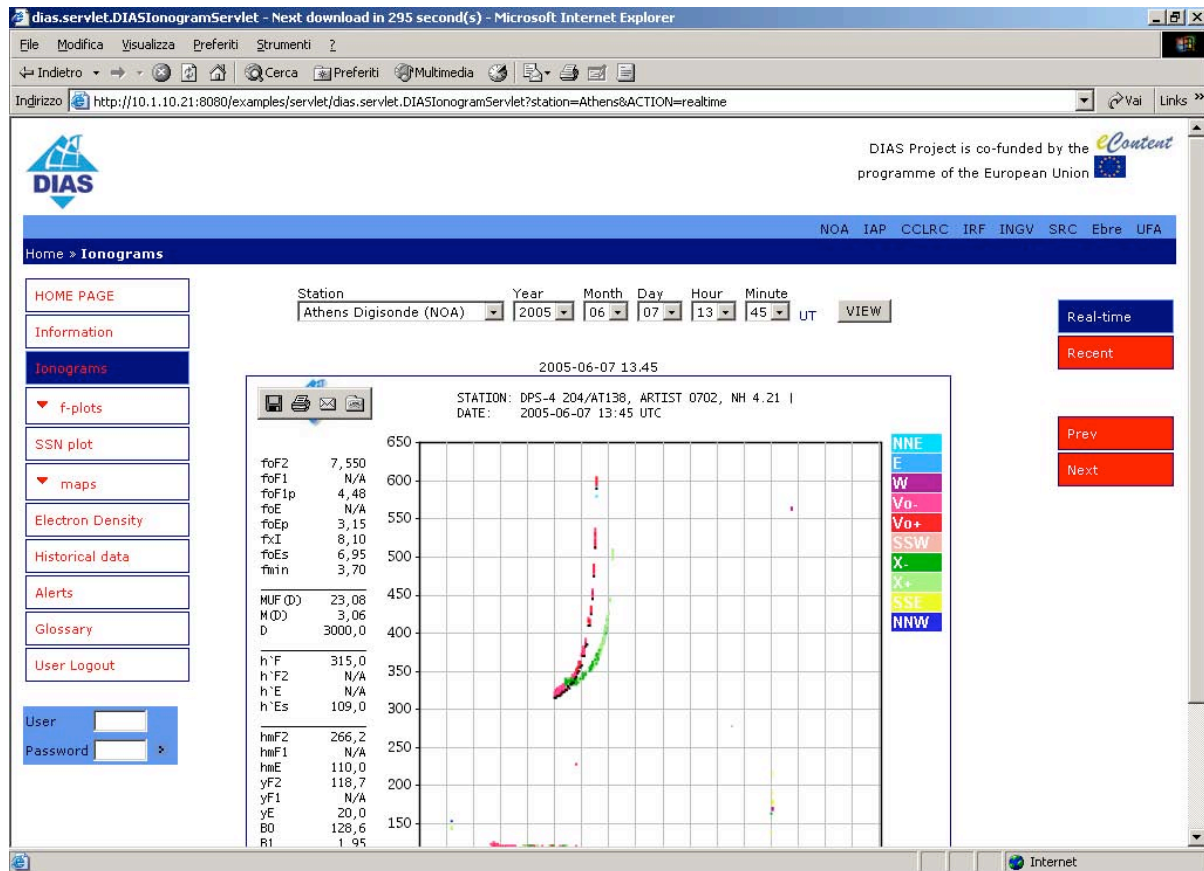 dias.servlet.DIASIonogramServlet - Next download in 295 second(s) - Microsoft Internet Explorer
File Modifica Visualizza Preferiti Strumenti ?
Indietro Cerca Preferiti Multimedia
Indirizzo http://10.1.10.21:8080/examples/servlet/dias.servlet.DIASIonogramServlet?station=Athens&ACTION=realtime Vai Links »
DIAS
DIAS Project is co-funded by the eContent
programme of the European Union
NOA IAP CCLRC IRF INGV SRC Ebre UFA
Home » Ionograms
HOME PAGE
Information
Ionograms
f-plots
SSN plot
maps
Electron Density
Historical data
Alerts
Glossary
User Logout
User
Password
Station Year Month Day Hour Minute
Athens Digisonde (NOA) 2005 06 07 13 45 UT VIEW
Real-time
Recent
Prev
Next
2005-06-07 13.45
STATION: DPS-4 204/AT138, ARTIST 0702, NH 4.21 |
DATE: 2005-06-07 13:45 UTC
foF2 7,550
foF1 N/A
foF1p 4,48
foE N/A
foEp 3,15
fxI 8,10
foEs 6,95
fmin 3,70
MUF(D) 23,08
M(D) 3,06
D 3000,0
h`F 315,0
h`F2 N/A
h`E N/A
h`Es 109,0
hmF2 266,2
hmF1 N/A
hmE 110,0
yF2 118,7
yF1 N/A
yE 20,0
B0 128,6
B1 1,95
650
600
550
500
450
400
350
300
250
200
150
NNE
E
W
Vo-
Vo+
SSW
X-
X+
SSE
NNW
Internet